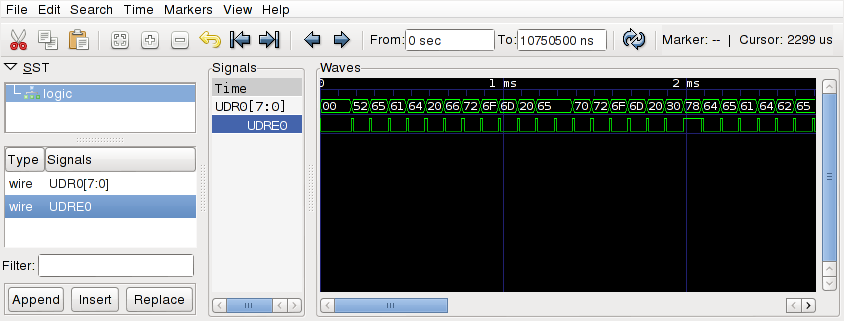 File Edit Search Time Markers View Help
From: 0 sec To: 10750500 ns Marker: -- | Cursor: 2299 us
SST
logic
Type Signals
wire UDR0[7:0]
wire UDRE0
Filter:
Append Insert Replace
Signals
Time
UDR0[7:0]
UDRE0
Waves
0 1 ms 2 ms
00 52 65 61 64 20 66 72 6F 6D 20 65 70 72 6F 6D 20 30 78 64 65 61 64 62 65